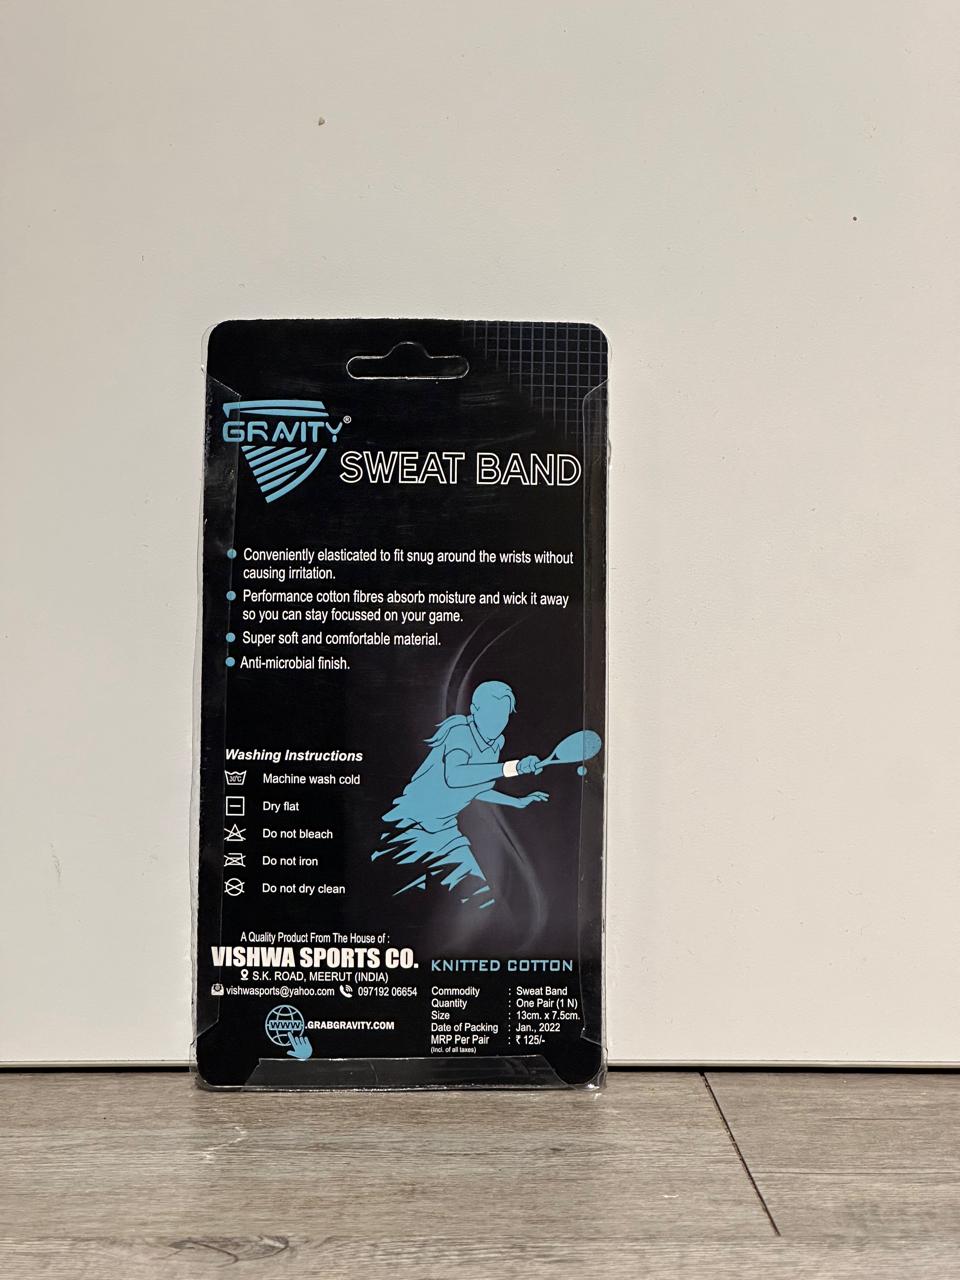 GRAVITY®
SWEAT BAND
Conveniently elasticated to fit snug around the wrists without
causing irritation.
Performance cotton fibres absorb moisture and wick it away
so you can stay focussed on your game.
Super soft and comfortable material.
Anti-microbial finish.
Washing Instructions
30°C Machine wash cold
Dry flat
Do not bleach
Do not iron
Do not dry clean
A Quality Product From The House of :
VISHWA SPORTS CO.
S.K. ROAD, MEERUT (INDIA)
vishwasports@yahoo.com 097192 06654
WWW.GRABGRAVITY.COM
KNITTED COTTON
Commodity : Sweat Band
Quantity : One Pair (1 N)
Size : 13cm. x 7.5cm.
Date of Packing : Jan., 2022
MRP Per Pair : ₹ 125/-
(Incl. of all taxes)